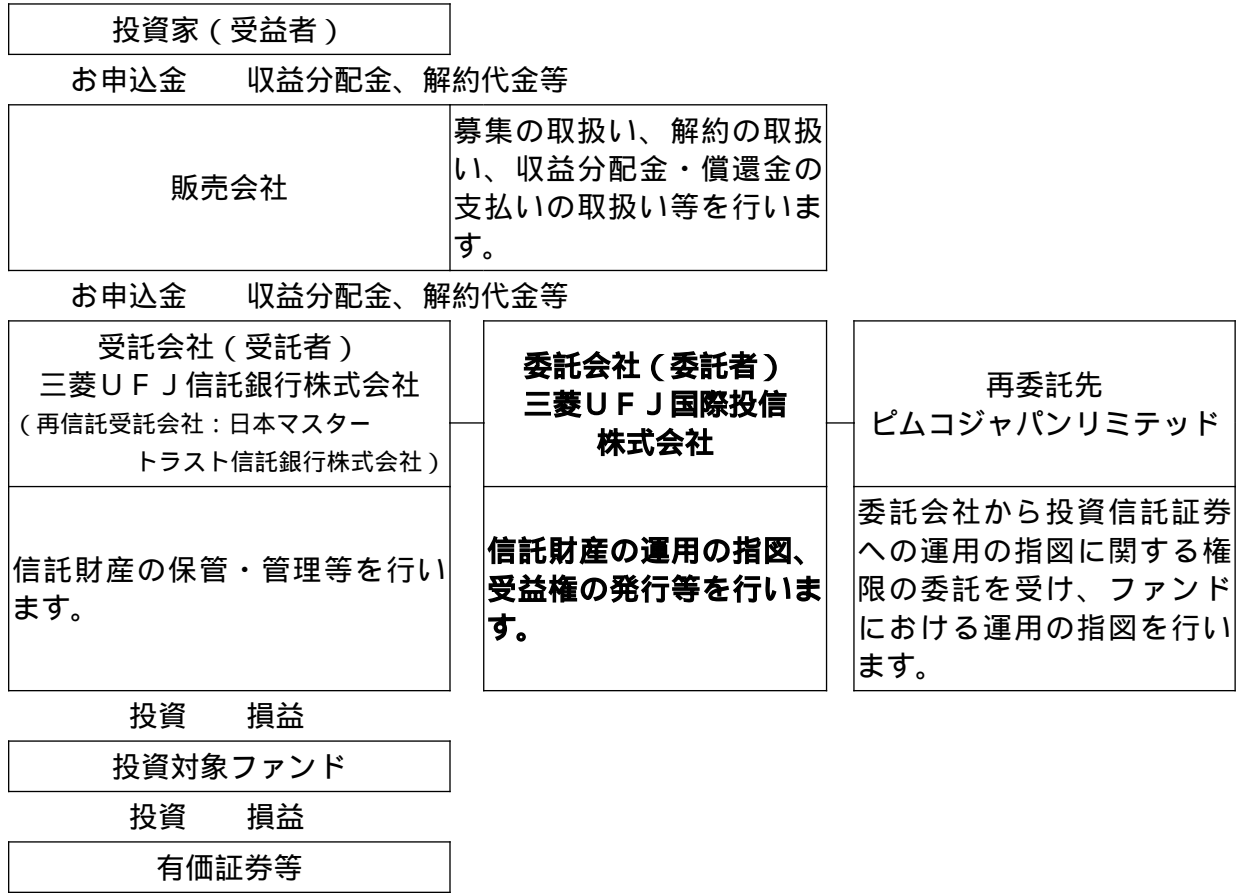 投資家（受益者）
お申込金　　収益分配金、解約代金等
販売会社
募集の取扱い、解約の取扱
い、収益分配金・償還金の
支払いの取扱い等を行いま
す。
お申込金　　収益分配金、解約代金等
受託会社（受託者）
三菱ＵＦＪ信託銀行株式会社
（再信託受託会社：日本マスター
トラスト信託銀行株式会社）
委託会社（委託者）
三菱ＵＦＪ国際投信
株式会社
再委託先
ピムコジャパンリミテッド
信託財産の保管・管理等を行い
ます。
信託財産の運用の指図、
受益権の発行等を行いま
す。
委託会社から投資信託証券
への運用の指図に関する権
限の委託を受け、ファンド
における運用の指図を行い
ます。
投資　　損益
投資対象ファンド
投資　　損益
有価証券等